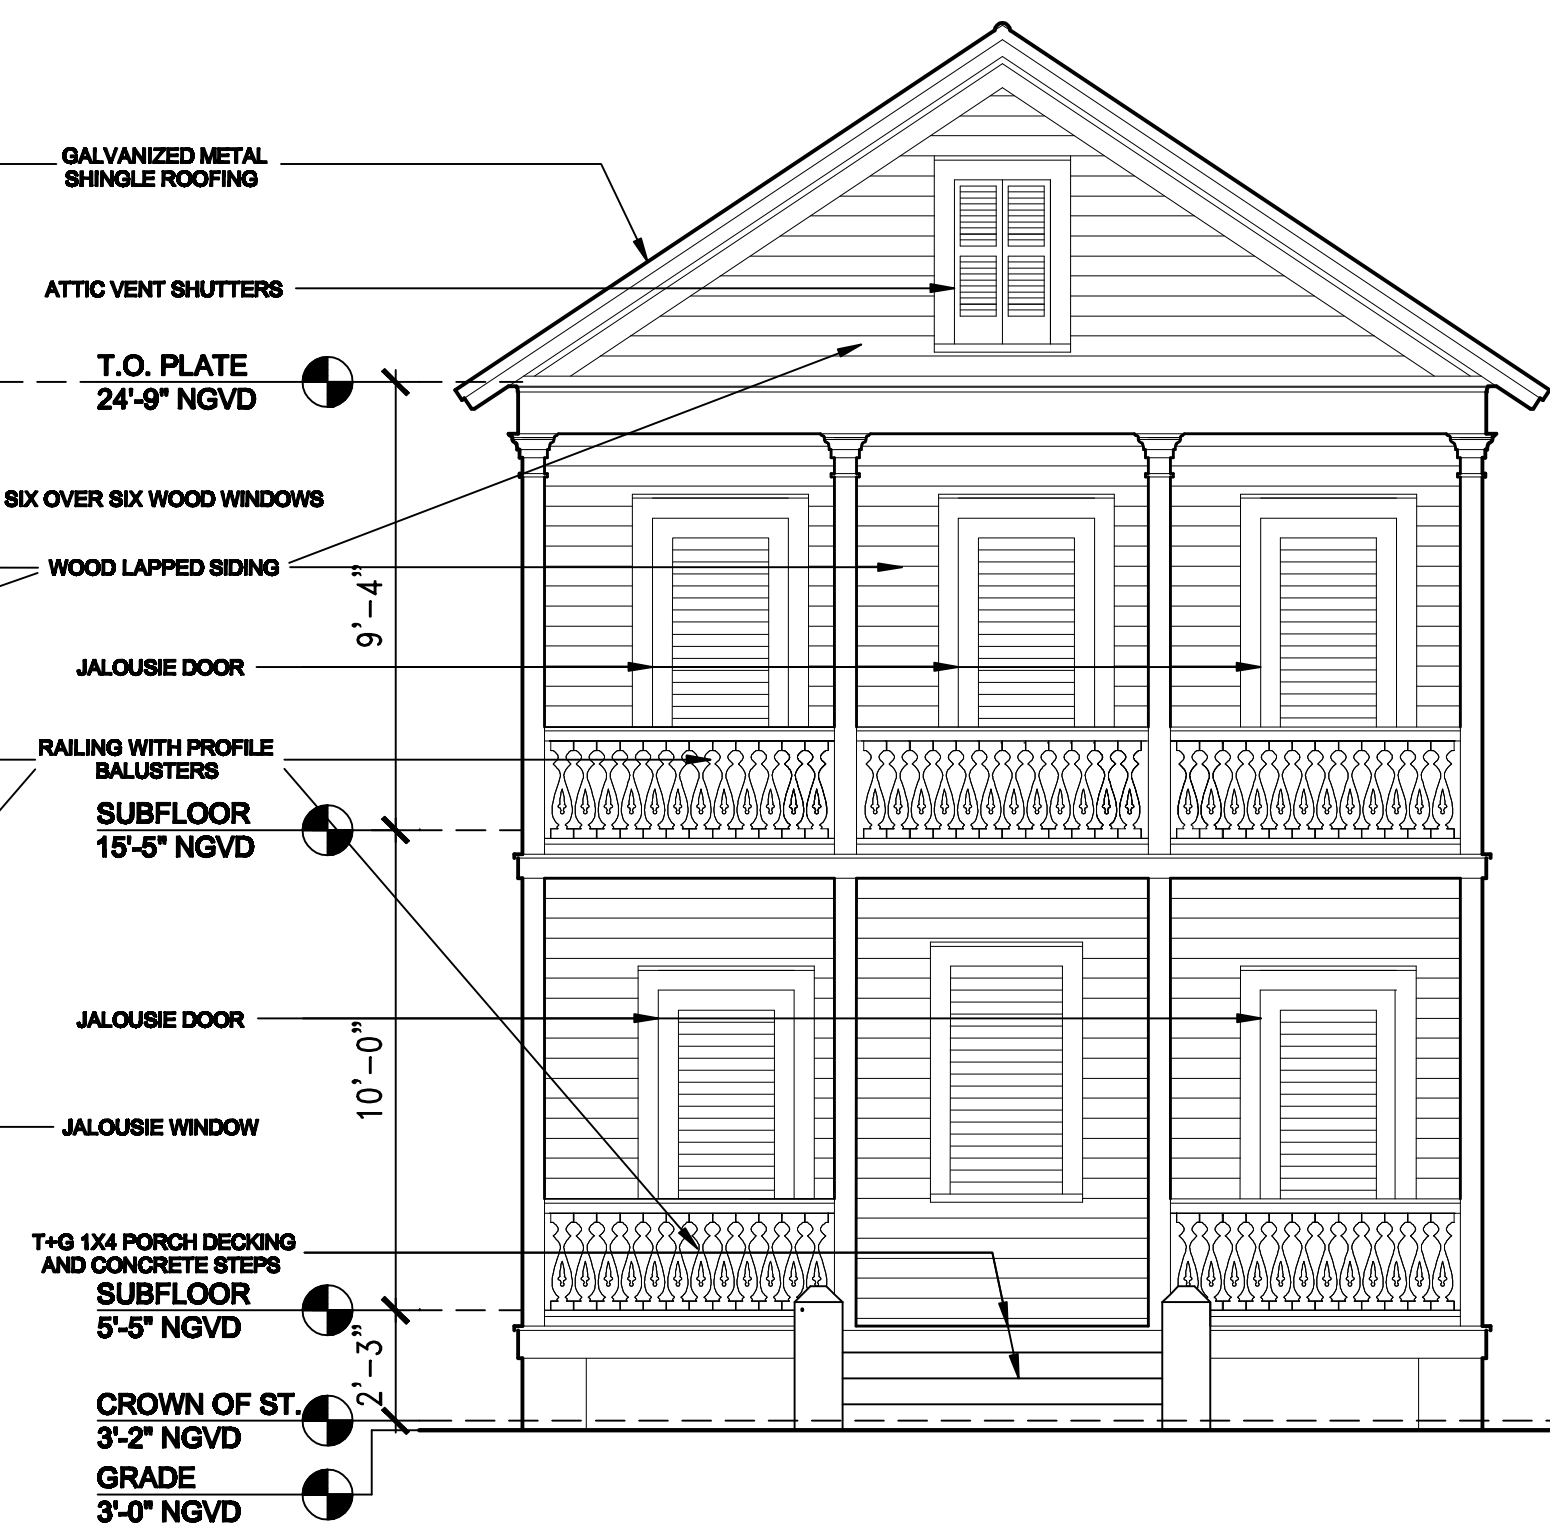 GALVANIZED METAL
SHINGLE ROOFING
ATTIC VENT SHUTTERS
T.O. PLATE
24'-9" NGVD
SIX OVER SIX WOOD WINDOWS
WOOD LAPPED SIDING
9'-4"
JALOUSIE DOOR
RAILING WITH PROFILE
BALUSTERS
SUBFLOOR
15'-5" NGVD
JALOUSIE DOOR
10'-0"
JALOUSIE WINDOW
T+G 1X4 PORCH DECKING
AND CONCRETE STEPS
SUBFLOOR
5'-5" NGVD
2'-3"
CROWN OF ST.
3'-2" NGVD
GRADE
3'-0" NGVD